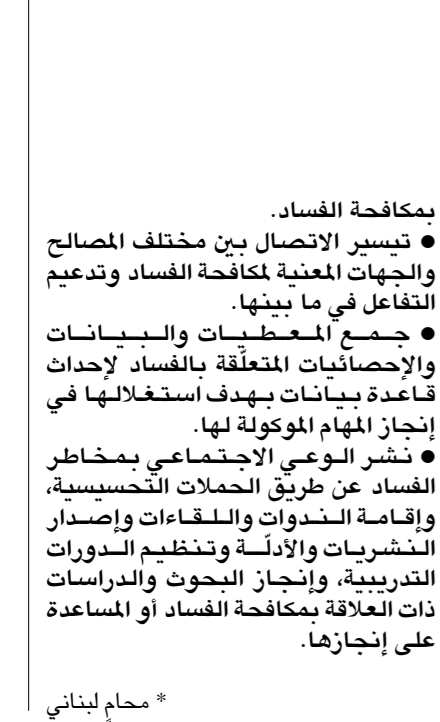 بمكافحة الفساد.
● تيسير الاتصال بين مختلف المصالح
والجهات المعنية لمكافحة الفساد وتدعيم
التفاعل في ما بينها.
● جمع المعطيات والبيانات
والإحصائيات المتعلّقة بالفساد لإحداث
قاعدة بيانات بهدف استغلالها في
إنجاز المهام الموكولة لها.
● نشر الوعي الاجتماعي بمخاطر
الفساد عن طريق الحملات التحسيسية،
وإقامة الندوات واللقاءات وإصدار
النشريات والأدلّة وتنظيم الدورات
التدريبية، وإنجاز البحوث والدراسات
ذات العلاقة بمكافحة الفساد أو المساعدة
على إنجازها.
* محامٍ لبناني